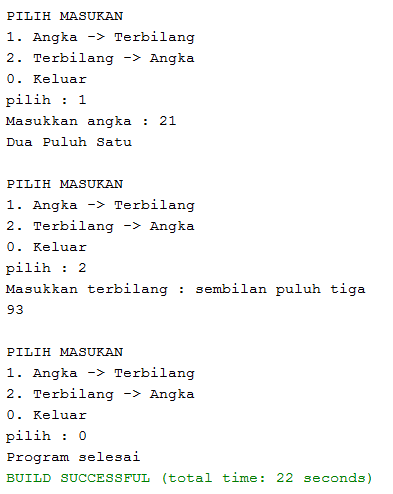 PILIH MASUKAN
1. Angka -> Terbilang
2. Terbilang -> Angka
0. Keluar
pilih : 1
Masukkan angka : 21
Dua Puluh Satu
PILIH MASUKAN
1. Angka -> Terbilang
2. Terbilang -> Angka
0. Keluar
pilih : 2
Masukkan terbilang : sembilan puluh tiga
93
PILIH MASUKAN
1. Angka -> Terbilang
2. Terbilang -> Angka
0. Keluar
pilih : 0
Program selesai
BUILD SUCCESSFUL (total time: 22 seconds)